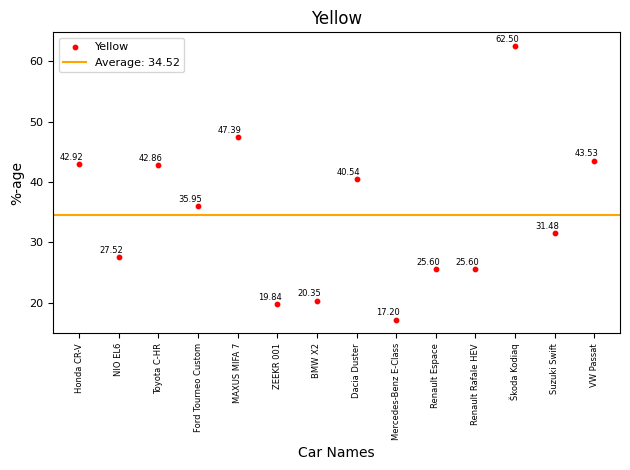 Yellow
Yellow
Average: 34.52
%-age
60
50
40
30
20
42.92
27.52
42.86
35.95
47.39
19.84
20.35
40.54
17.20
25.60
25.60
62.50
31.48
43.53
Honda CR-V
NIO EL6
Toyota C-HR
Ford Tourneo Custom
MAXUS MIFA 7
ZEEKR 001
BMW X2
Dacia Duster
Mercedes-Benz E-Class
Renault Espace
Renault Rafale HEV
Škoda Kodiaq
Suzuki Swift
VW Passat
Car Names